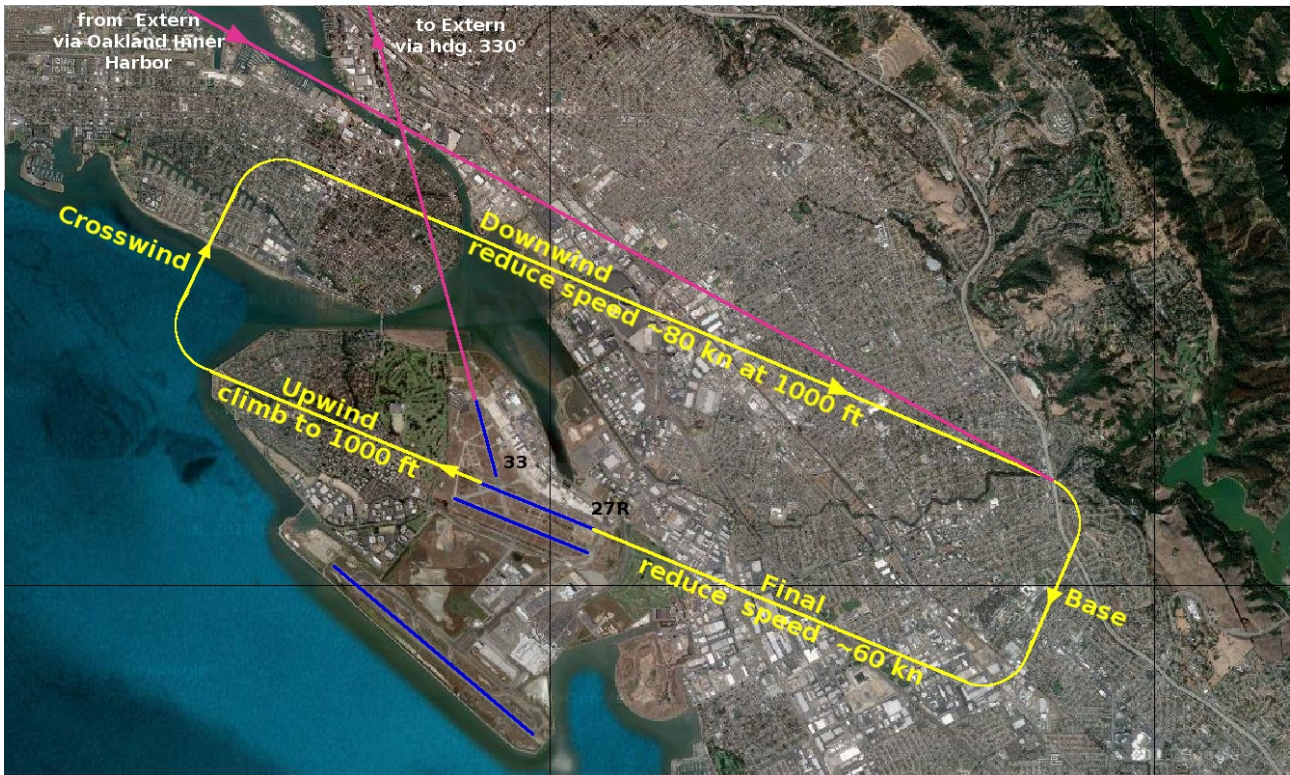 from Extern
via Oakland Inner
Harbor
to Extern
via hdg. 330°
Crosswind
Downwind
reduce speed ~80 kn at 1000 ft
Upwind
climb to 1000 ft
33
27R
Final
reduce speed ~60 kn
Base